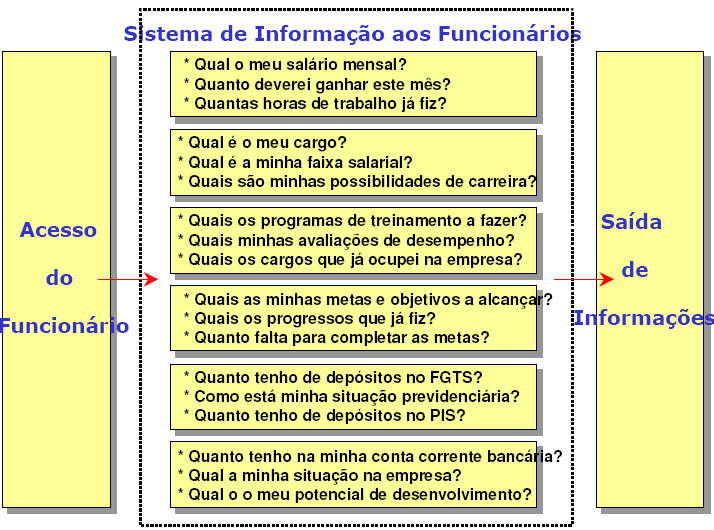 Sistema de Informação aos Funcionários
Acesso
do
Funcionário
* Qual o meu salário mensal?
* Quanto deverei ganhar este mês?
* Quantas horas de trabalho já fiz?
* Qual é o meu cargo?
* Qual é a minha faixa salarial?
* Quais são minhas possibilidades de carreira?
* Quais os programas de treinamento a fazer?
* Quais minhas avaliações de desempenho?
* Quais os cargos que já ocupei na empresa?
* Quais as minhas metas e objetivos a alcançar?
* Quais os progressos que já fiz?
* Quanto falta para completar as metas?
* Quanto tenho de depósitos no FGTS?
* Como está minha situação previdenciária?
* Quanto tenho de depósitos no PIS?
* Quanto tenho na minha conta corrente bancária?
* Qual a minha situação na empresa?
* Qual o o meu potencial de desenvolvimento?
Saída
de
Informações